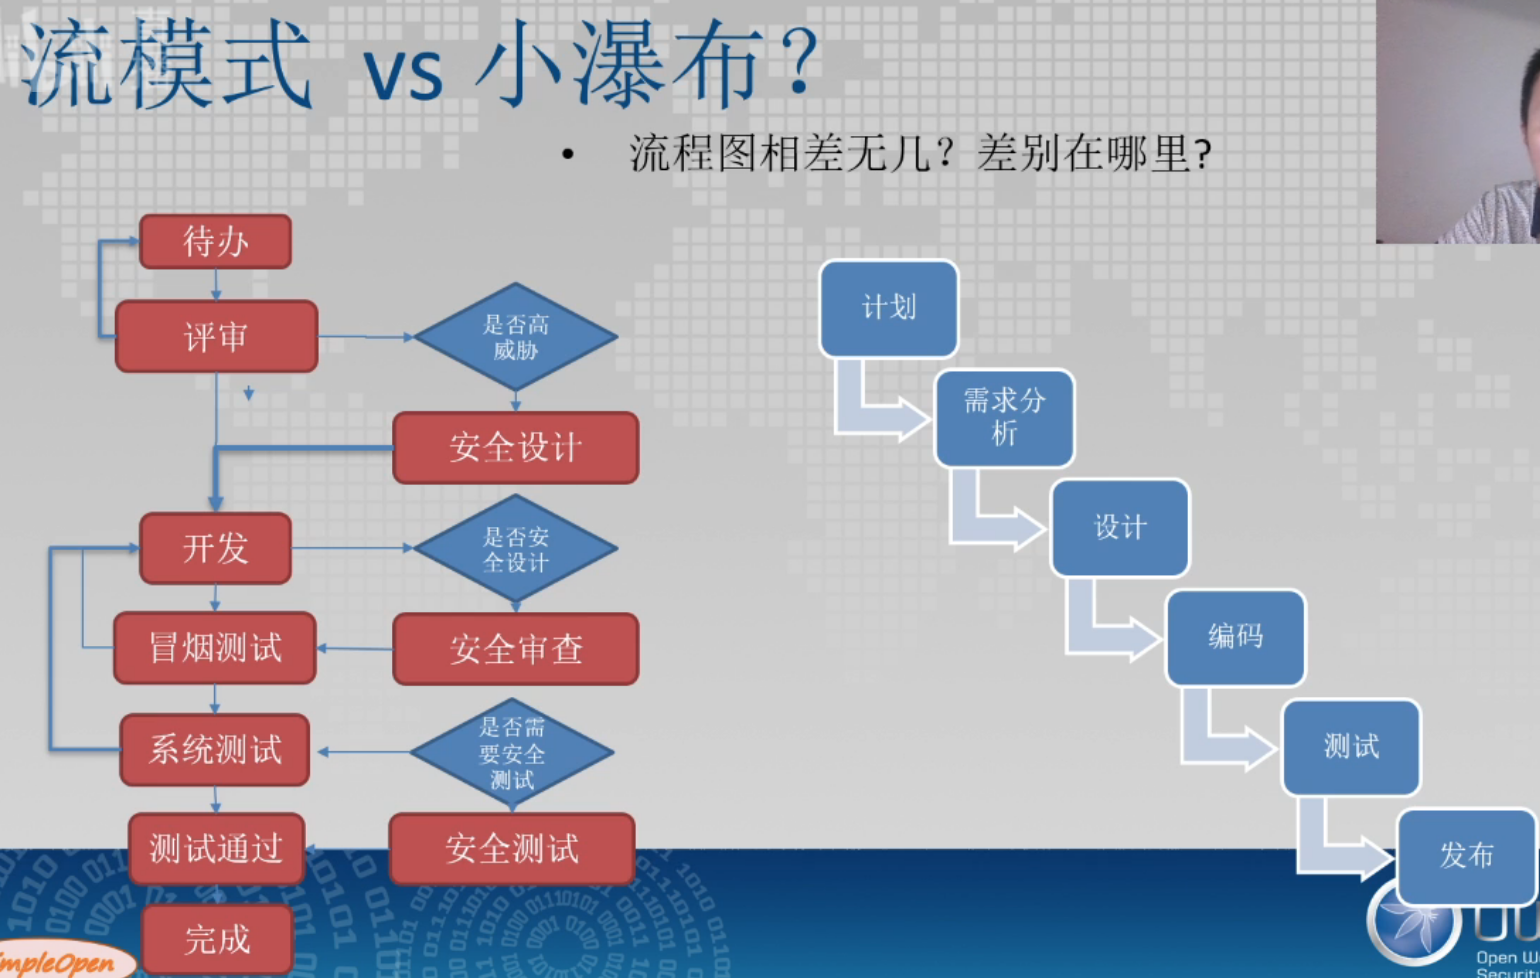 流模式 vs 小瀑布？
• 流程图相差无几？差别在哪里?
待办
评审
是否高
威胁
安全设计
开发
是否安
全设计
冒烟测试
安全审查
系统测试
是否需
要安全
测试
测试通过
安全测试
完成
计划
需求分
析
设计
编码
测试
发布
mpleOpen
Open W
Securit